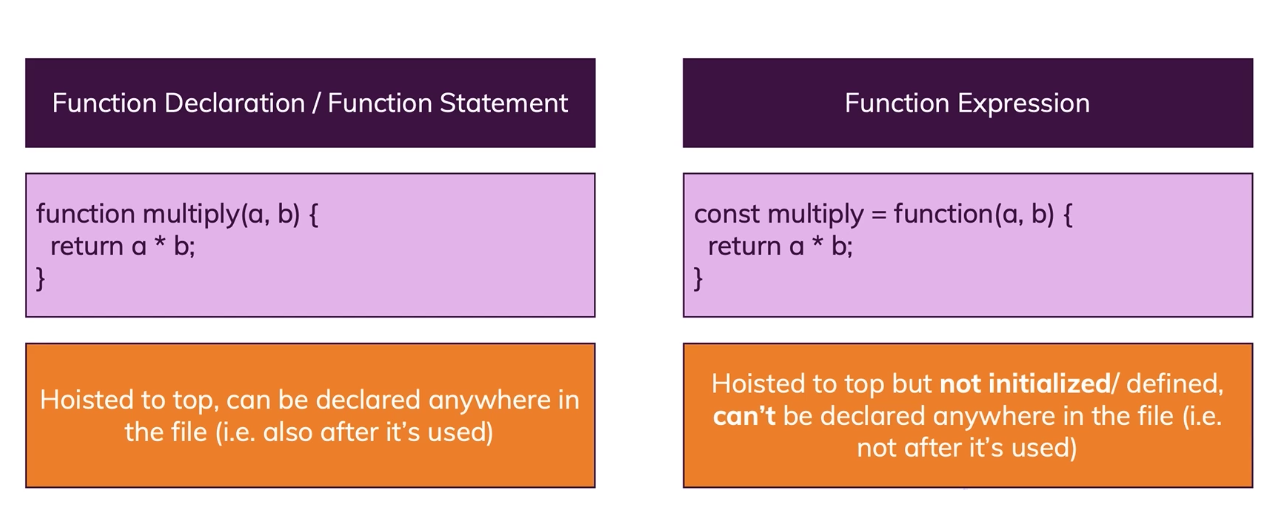 Function Declaration / Function Statement
function multiply(a, b) {
return a * b;
}
Hoisted to top, can be declared anywhere in
the file (i.e. also after it's used)
Function Expression
const multiply = function(a, b) {
return a * b;
}
Hoisted to top but not initialized/ defined,
can't be declared anywhere in the file (i.e.
not after it's used)